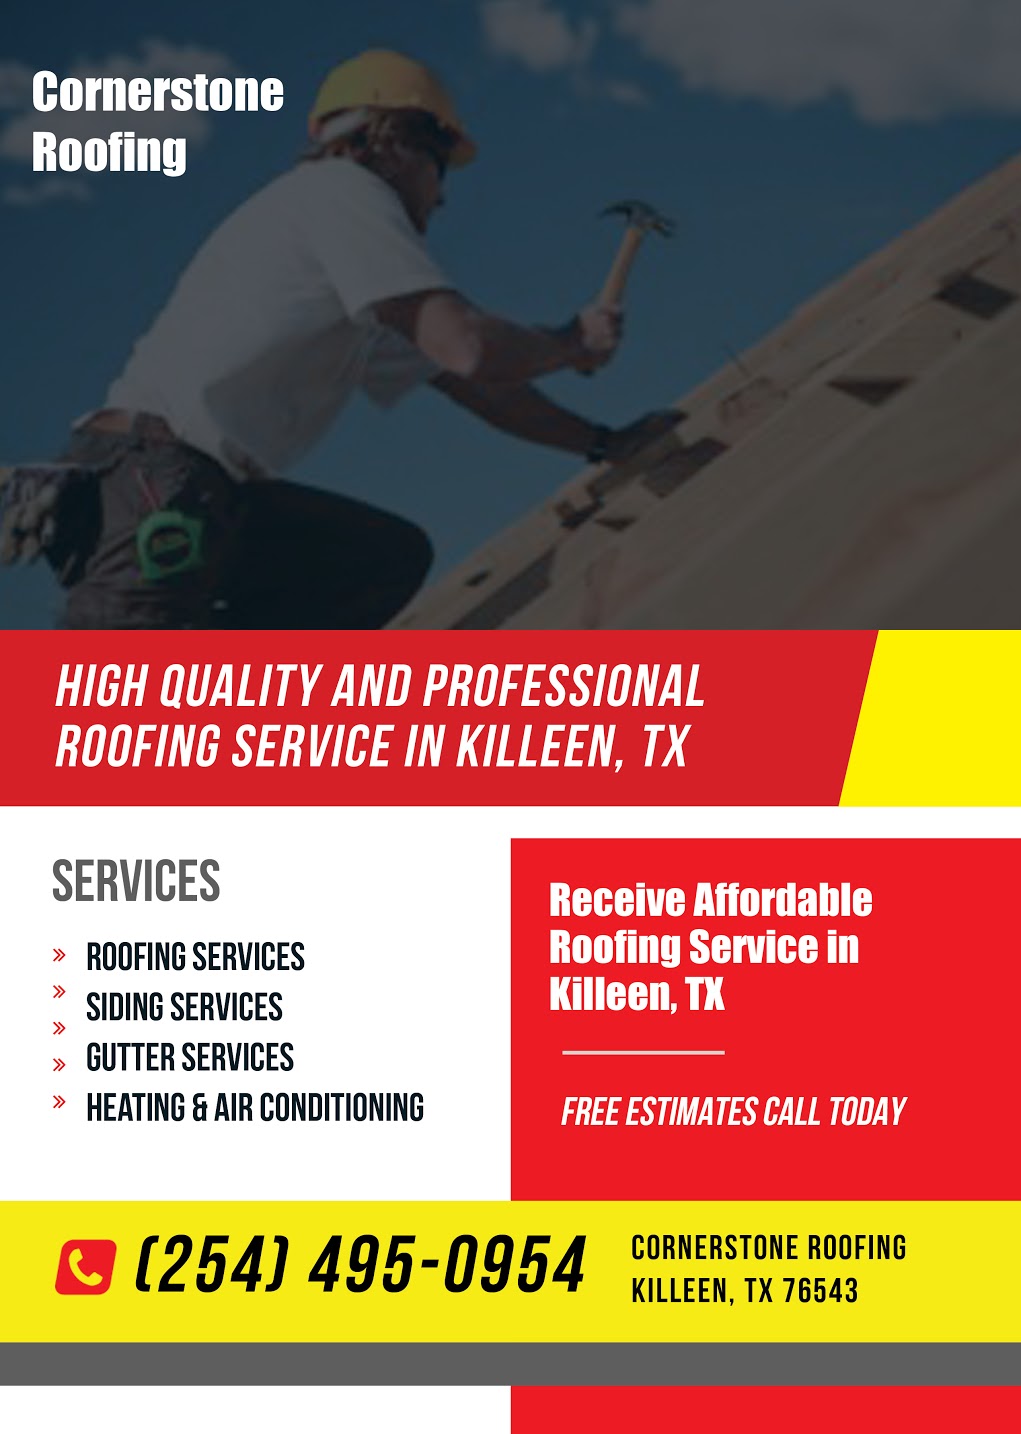 Cornerstone
Roofing
HIGH QUALITY AND PROFESSIONAL
ROOFING SERVICE IN KILLEEN, TX
SERVICES
ROOFING SERVICES
SIDING SERVICES
GUTTER SERVICES
HEATING & AIR CONDITIONING
Receive Affordable
Roofing Service in
Killeen, TX
FREE ESTIMATES CALL TODAY
(254) 495-0954
CORNERSTONE ROOFING
KILLEEN, TX 76543